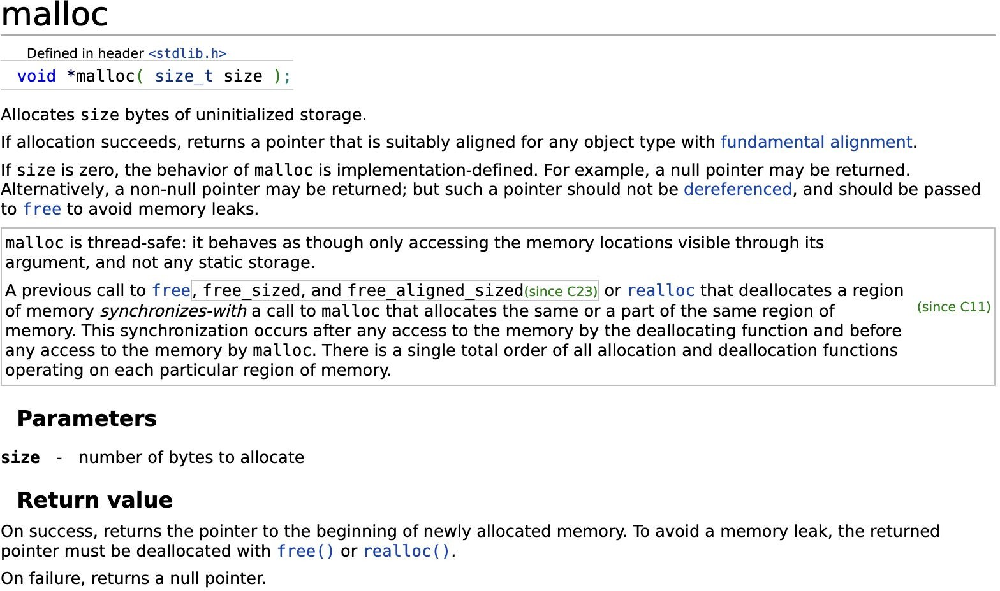 malloc
Defined in header <stdlib.h>
void *malloc( size_t size );
Allocates size bytes of uninitialized storage.
If allocation succeeds, returns a pointer that is suitably aligned for any object type with fundamental alignment.
If size is zero, the behavior of malloc is implementation-defined. For example, a null pointer may be returned.
Alternatively, a non-null pointer may be returned; but such a pointer should not be dereferenced, and should be passed
to free to avoid memory leaks.
malloc is thread-safe: it behaves as though only accessing the memory locations visible through its
argument, and not any static storage.
A previous call to free, free_sized, and free_aligned_sized(since C23) or realloc that deallocates a region
of memory synchronizes-with a call to malloc that allocates the same or a part of the same region of
memory. This synchronization occurs after any access to the memory by the deallocating function and before
any access to the memory by malloc. There is a single total order of all allocation and deallocation functions
operating on each particular region of memory.
(since C11)
Parameters
size - number of bytes to allocate
Return value
On success, returns the pointer to the beginning of newly allocated memory. To avoid a memory leak, the returned
pointer must be deallocated with free() or realloc().
On failure, returns a null pointer.